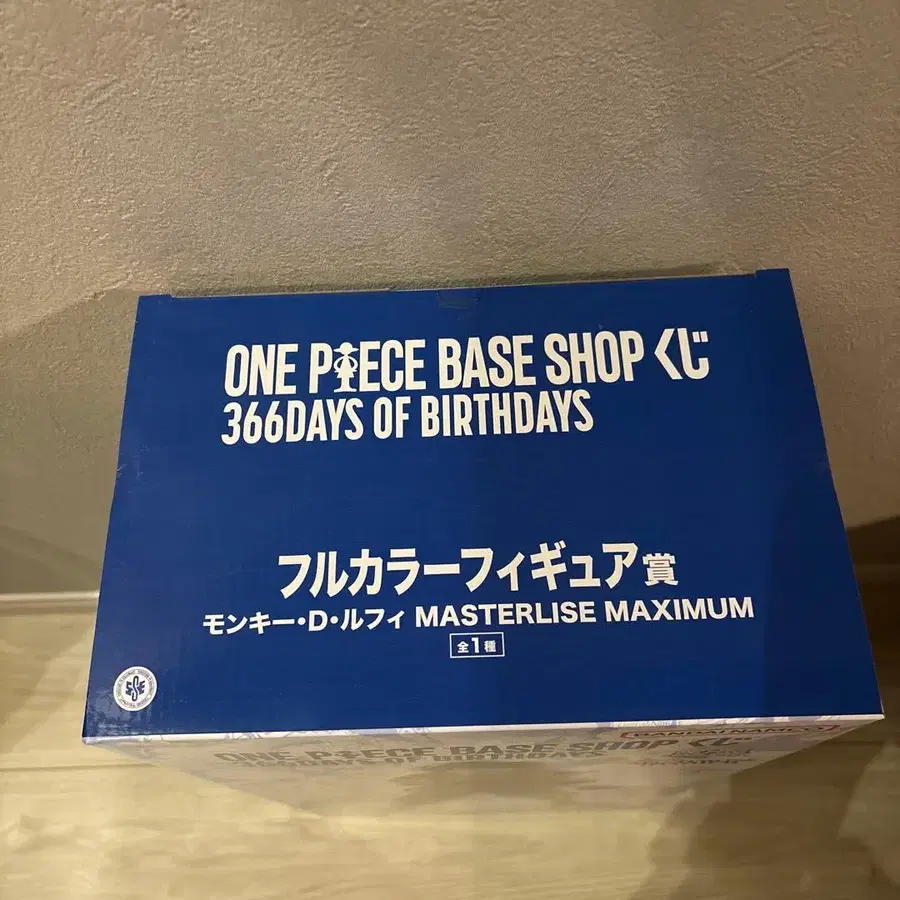 ONE PIECE BASE SHOP くじ
366DAYS OF BIRTHDAYS
フルカラーフィギュア賞
モンキー・D・ルフィ MASTERLISE MAXIMUM
全1種
ONE PIECE BASE SHOP くじ
366DAYS OF BIRTHDAYS
BANDAI NAMCO